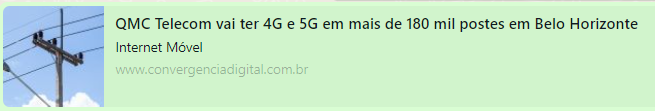 QMC Telecom vai ter 4G e 5G em mais de 180 mil postes em Belo Horizonte
Internet Móvel
www.convergenciadigital.com.br